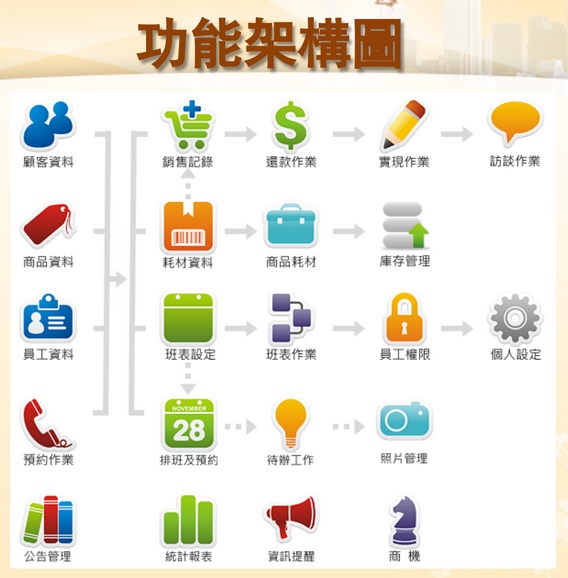 功能架構圖
顧客資料
銷售記錄
還款作業
實現作業
訪談作業
商品資料
耗材資料
商品耗材
庫存管理
員工資料
班表設定
班表作業
員工權限
個人設定
NOVEMBER
28
預約作業
排班及預約
待辦工作
照片管理
公告管理
統計報表
資訊提醒
商 機